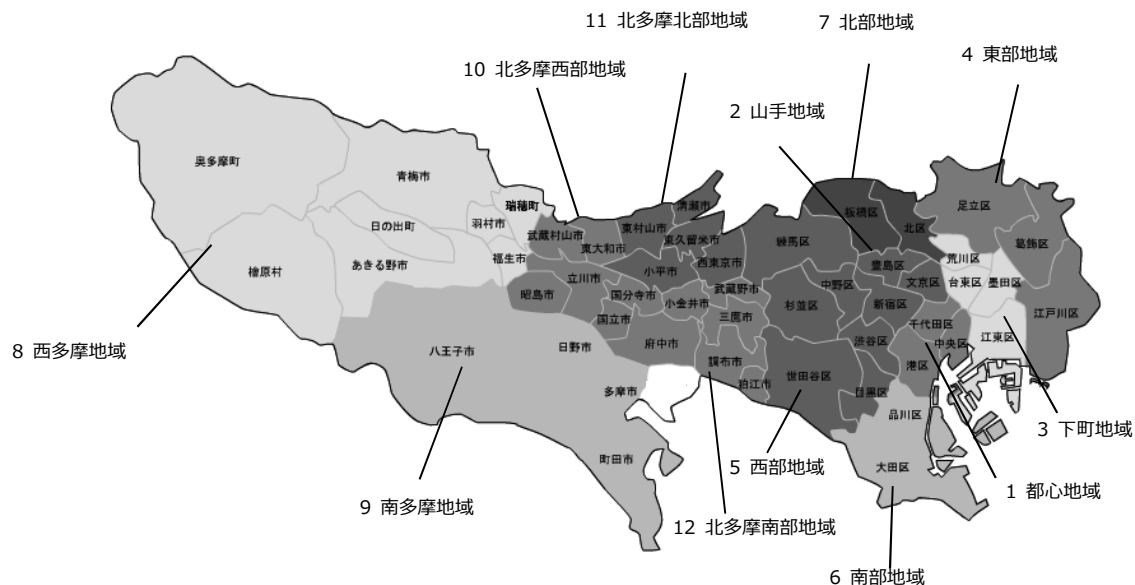 11 北多摩北部地域
7 北部地域
4 東部地域
10 北多摩西部地域
2 山手地域
奥多摩町
青梅市
瑞穂町
羽村市
日の出町
福生市
あきる野市
檜原村
清瀬市
東村山市
東久留米市
武蔵村山市
東大和市
西東京市
小平市
立川市
昭島市
国分寺市
小金井市
武蔵野市
国立市
三鷹市
府中市
調布市
狛江市
八王子市
日野市
多摩市
町田市
板橋区
北区
足立区
練馬区
葛飾区
荒川区
豊島区
文京区
台東区
墨田区
中野区
杉並区
新宿区
江戸川区
千代田区
中央区
江東区
渋谷区
港区
世田谷区
目黒区
品川区
大田区
8 西多摩地域
3 下町地域
5 西部地域
1 都心地域
9 南多摩地域
12 北多摩南部地域
6 南部地域